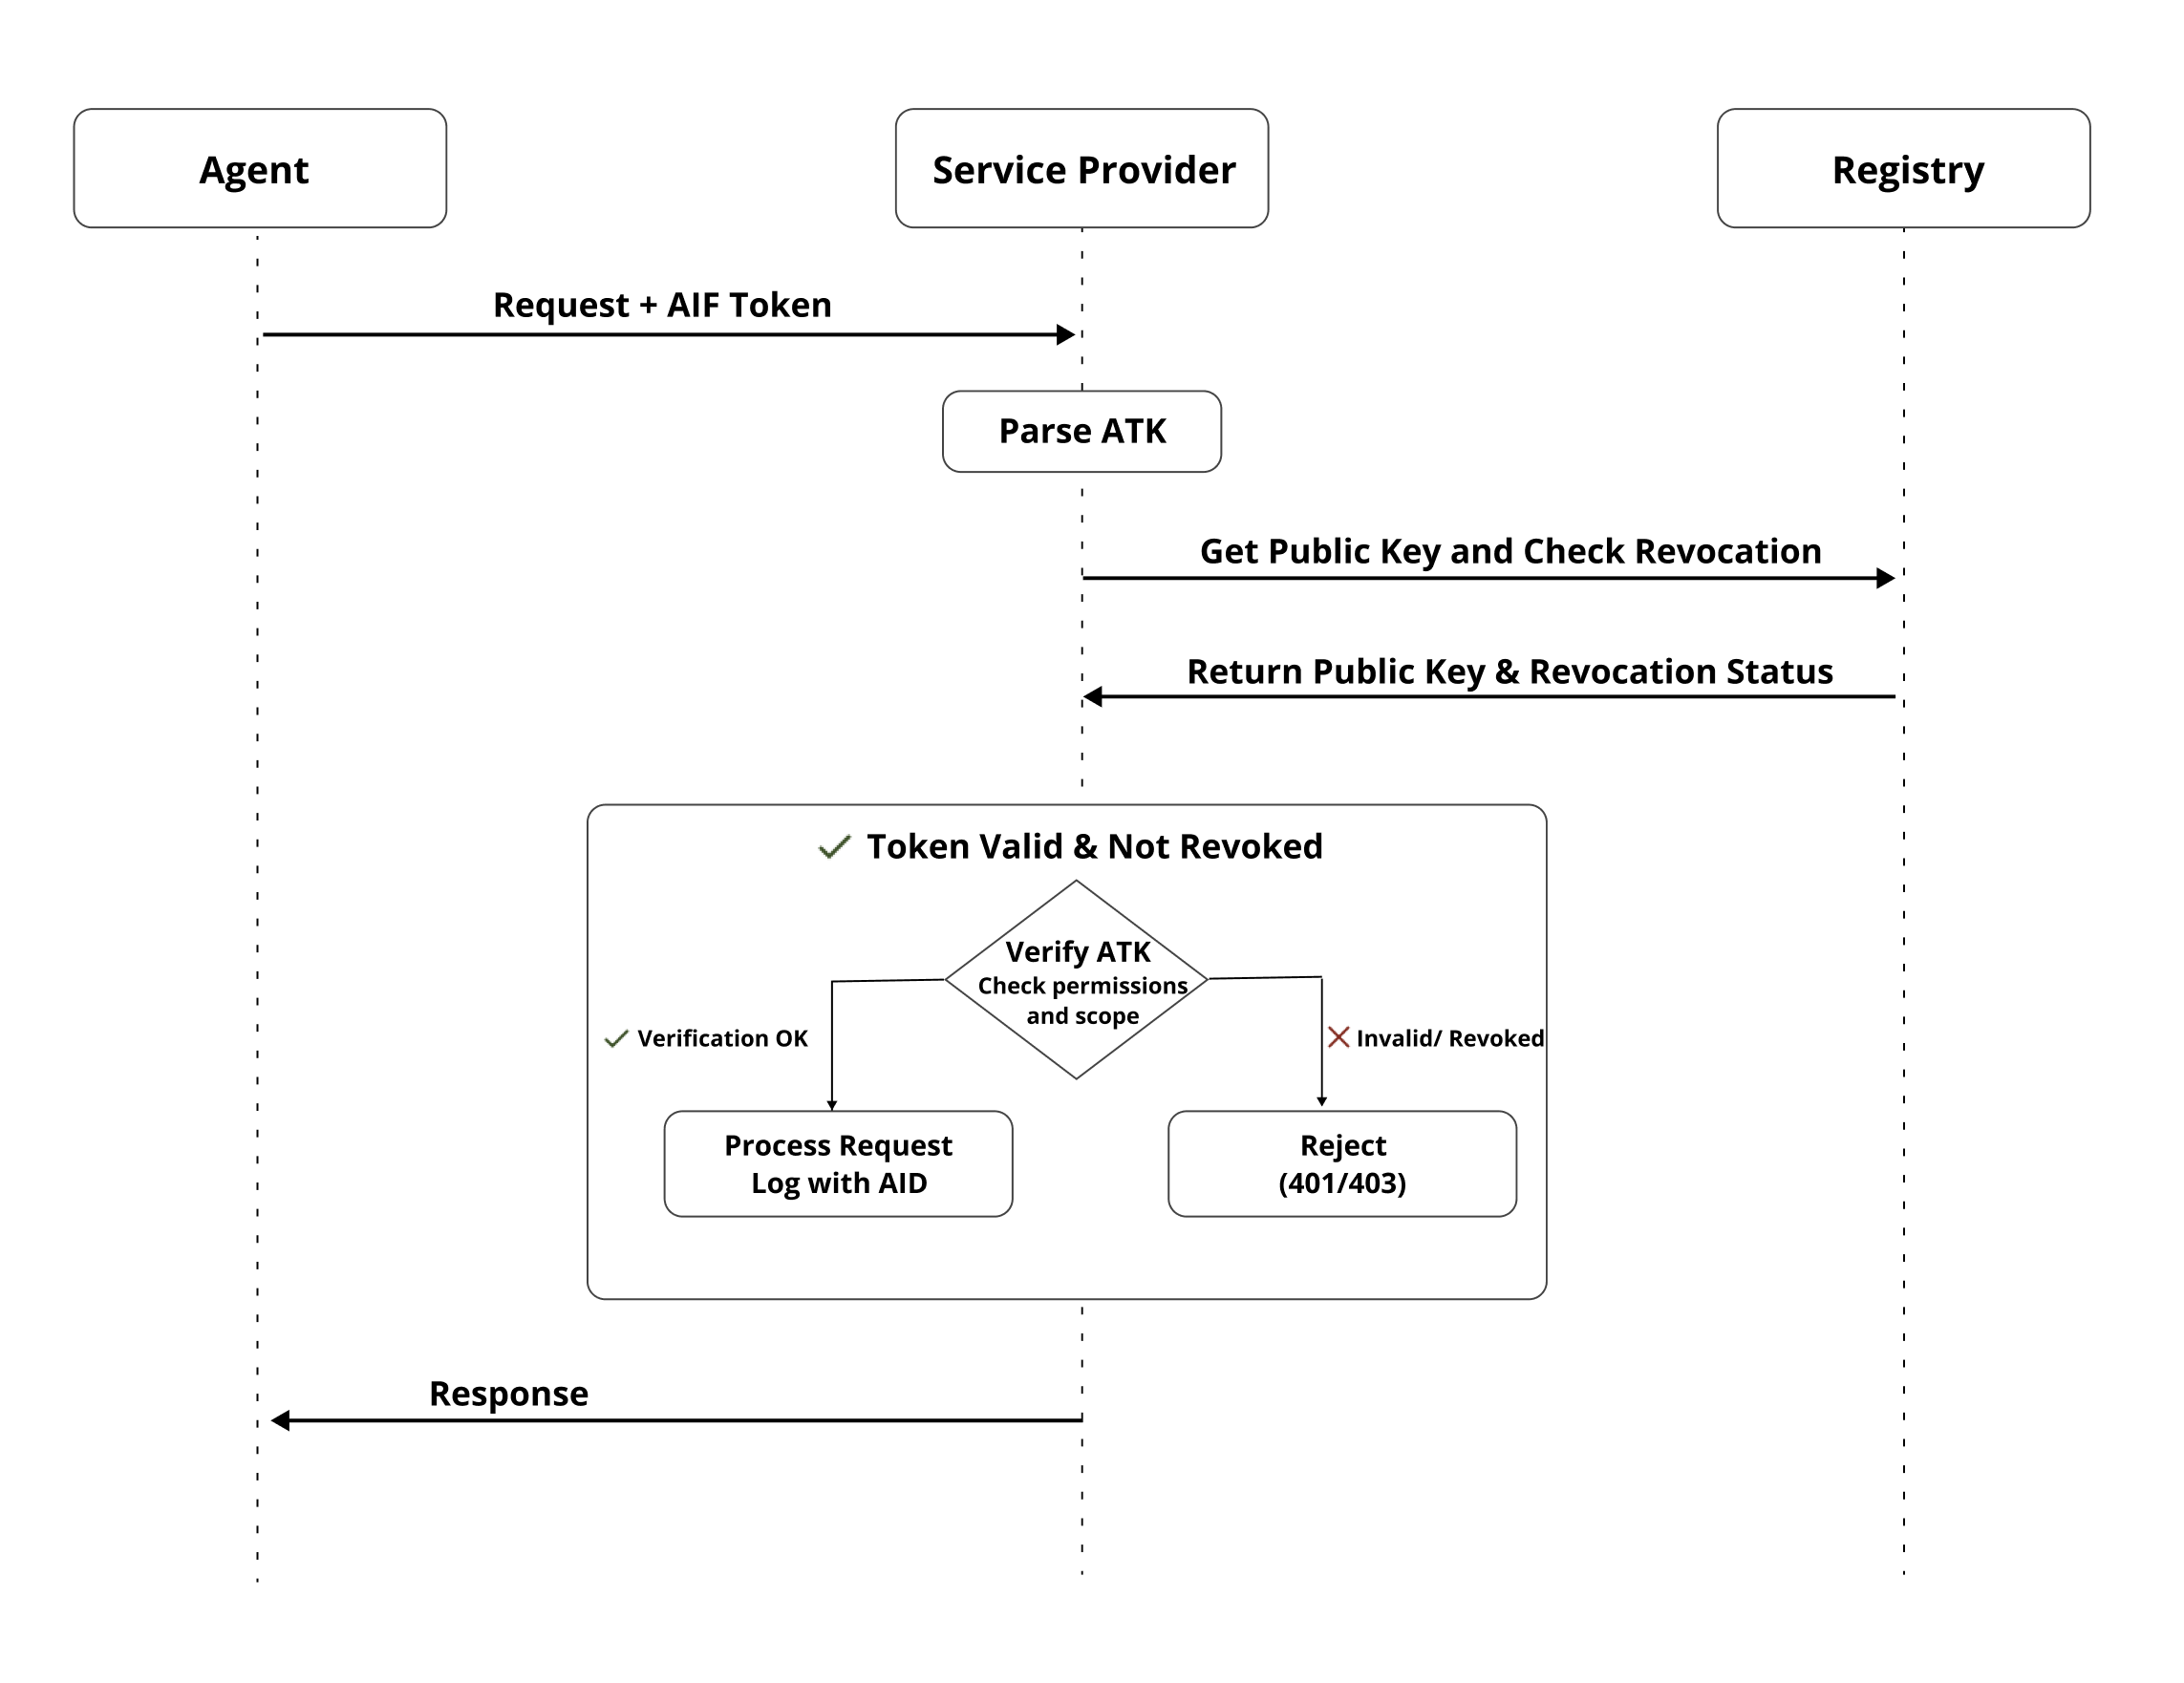 Agent
Service Provider
Registry
Request + AIF Token
Parse ATK
Get Public Key and Check Revocation
Return Public Key & Revocation Status
Token Valid & Not Revoked
Verify ATK
Check permissions
and scope
Verification OK
Invalid/ Revoked
Process Request
Log with AID
Reject
(401/403)
Response